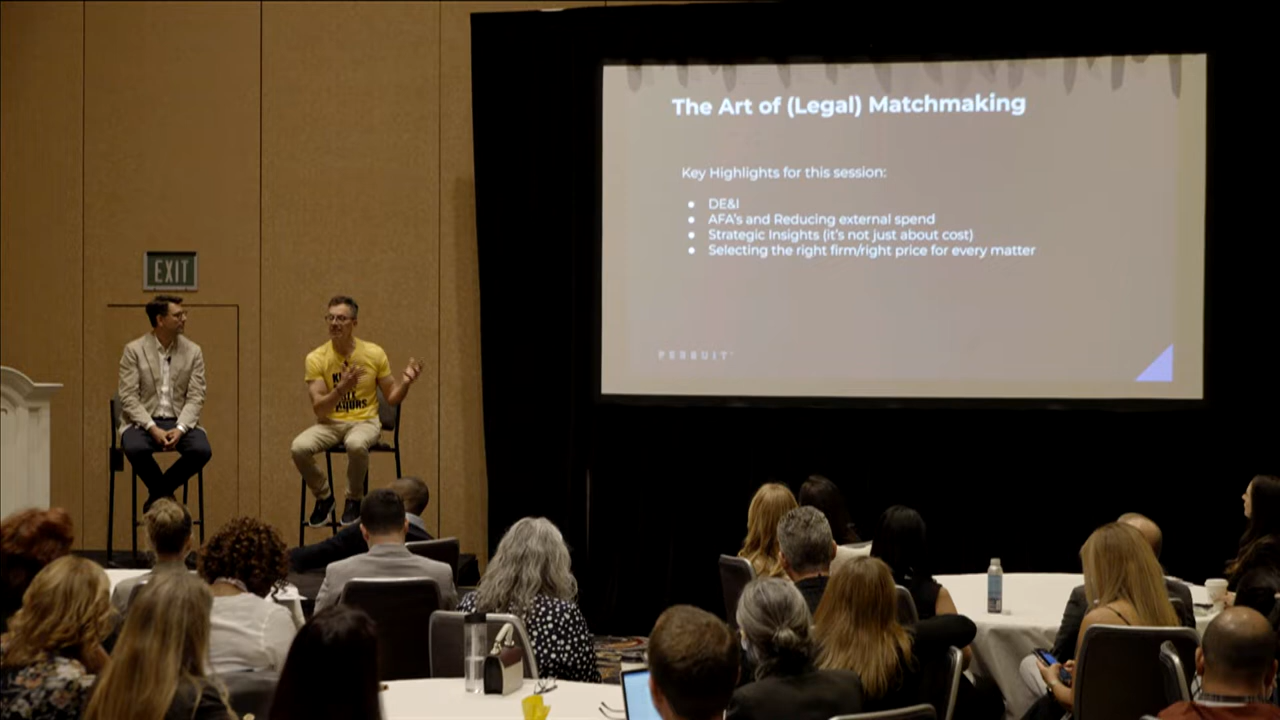 The Art of (Legal) Matchmaking
Key Highlights for this session:
● DE&I
● AFA's and Reducing external spend
● Strategic Insights (it's not just about cost)
● Selecting the right firm/right price for every matter
PERSUIT
EXIT